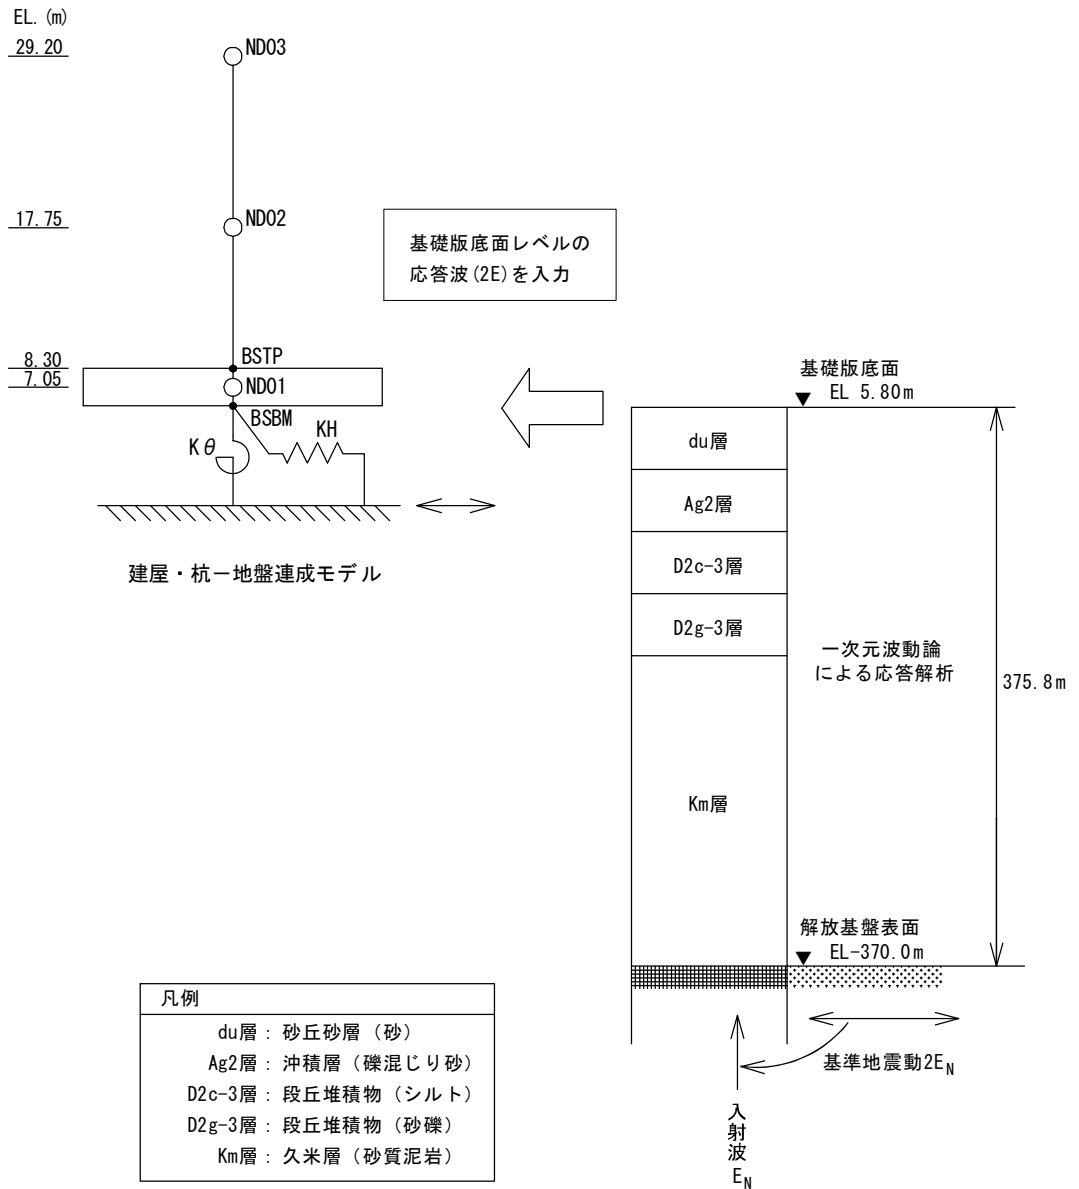 EL.(m)
29.20
ND03
17.75
ND02
8.30
BSTP
7.05
ND01
BSBM
KH
Kθ
建屋・杭－地盤連成モデル
基礎版底面レベルの
応答波(2E)を入力
基礎版底面
EL 5.80m
du層
Ag2層
D2c-3層
D2g-3層
Km層
一次元波動論
による応答解析
375.8m
解放基盤表面
EL-370.0m
基準地震動2EN
入射波
EN
凡例
du層：砂丘砂層（砂）
Ag2層：沖積層（礫混じり砂）
D2c-3層：段丘堆積物（シルト）
D2g-3層：段丘堆積物（砂礫）
Km層：久米層（砂質泥岩）